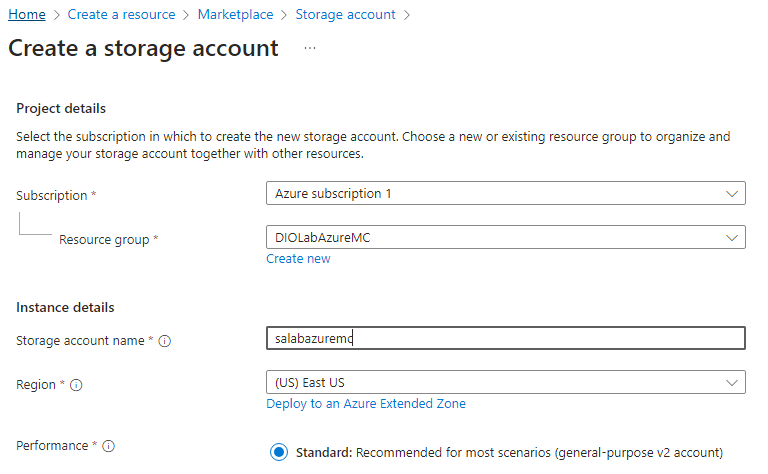 Home > Create a resource > Marketplace > Storage account >
Create a storage account ...
Project details
Select the subscription in which to create the new storage account. Choose a new or existing resource group to organize and
manage your storage account together with other resources.
Subscription * Azure subscription 1
Resource group * DIOLabAzureMC
Create new
Instance details
Storage account name * salabazuremc
Region * (US) East US
Deploy to an Azure Extended Zone
Performance * Standard: Recommended for most scenarios (general-purpose v2 account)